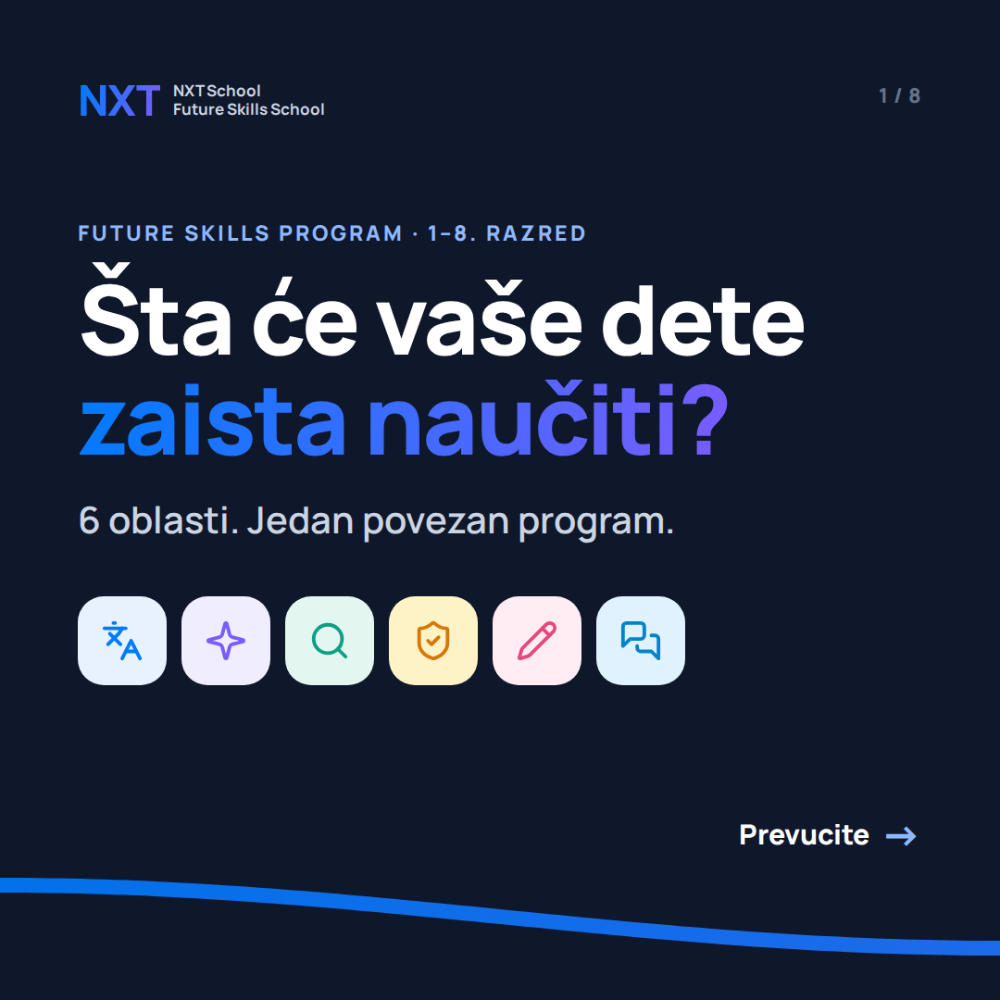 NXT
NXT School
Future Skills School
1 / 8
FUTURE SKILLS PROGRAM · 1–8. RAZRED
Šta će vaše dete
zaista naučiti?
6 oblasti. Jedan povezan program.
Prevucite →